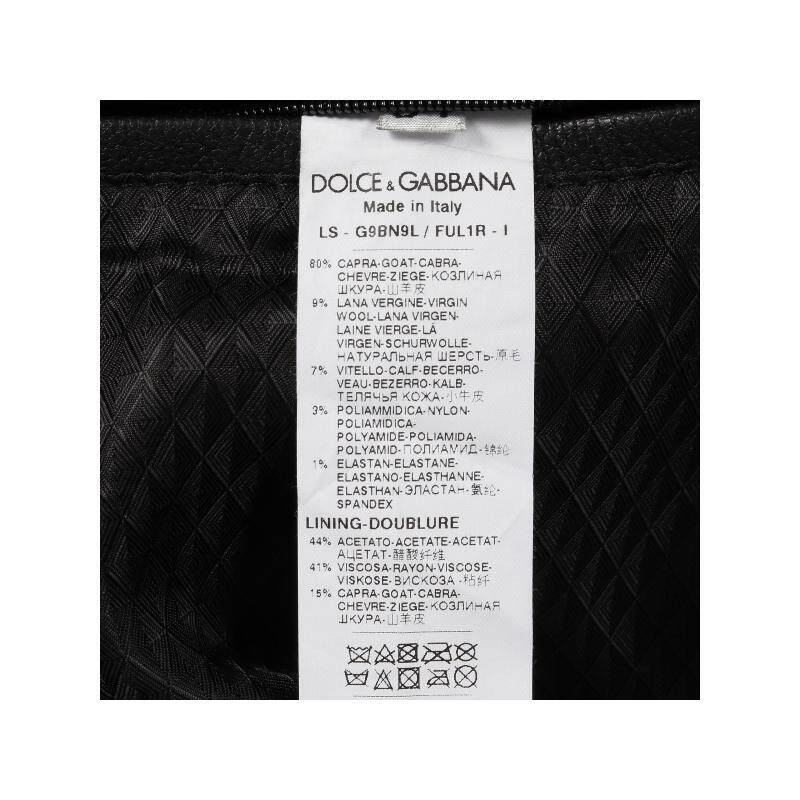 DOLCE & GABBANA
Made in Italy
LS - G9BN9L / FUL1R - I
80% CAPRA-GOAT-CABRA-
CHEVRE-ZIEGE-КОЗЛИНАЯ
ШКУРА-山羊皮
9% LANA VERGINE-VIRGIN
WOOL-LANA VIRGEN-
LAINE VIERGE-LÃ
VIRGEN-SCHURWOLLE-
НАТУРАЛЬНАЯ ШЕРСТЬ-原毛
7% VITELLO-CALF-BECERRO-
VEAU-BEZERRO-KALB-
ТЕЛЯЧЬЯ КОЖА-小牛皮
3% POLIAMMIDICA-NYLON-
POLIAMIDICA-
POLYAMIDE-POLIAMIDA-
POLYAMID-ПОЛИАМИД-锦纶
1% ELASTAN-ELASTANE-
ELASTANO-ELASTHANNE-
ELASTHAN-ЭЛАСТАН-氨纶-
SPANDEX
LINING-DOUBLURE
44% ACETATO-ACETATE-ACETAT-
АЦЕТАТ-醋酸纤维
41% VISCOSA-RAYON-VISCOSE-
VISKOSE-ВИСКОЗА-粘纤
15% CAPRA-GOAT-CABRA-
CHEVRE-ZIEGE-КОЗЛИНАЯ
ШКУРА-山羊皮